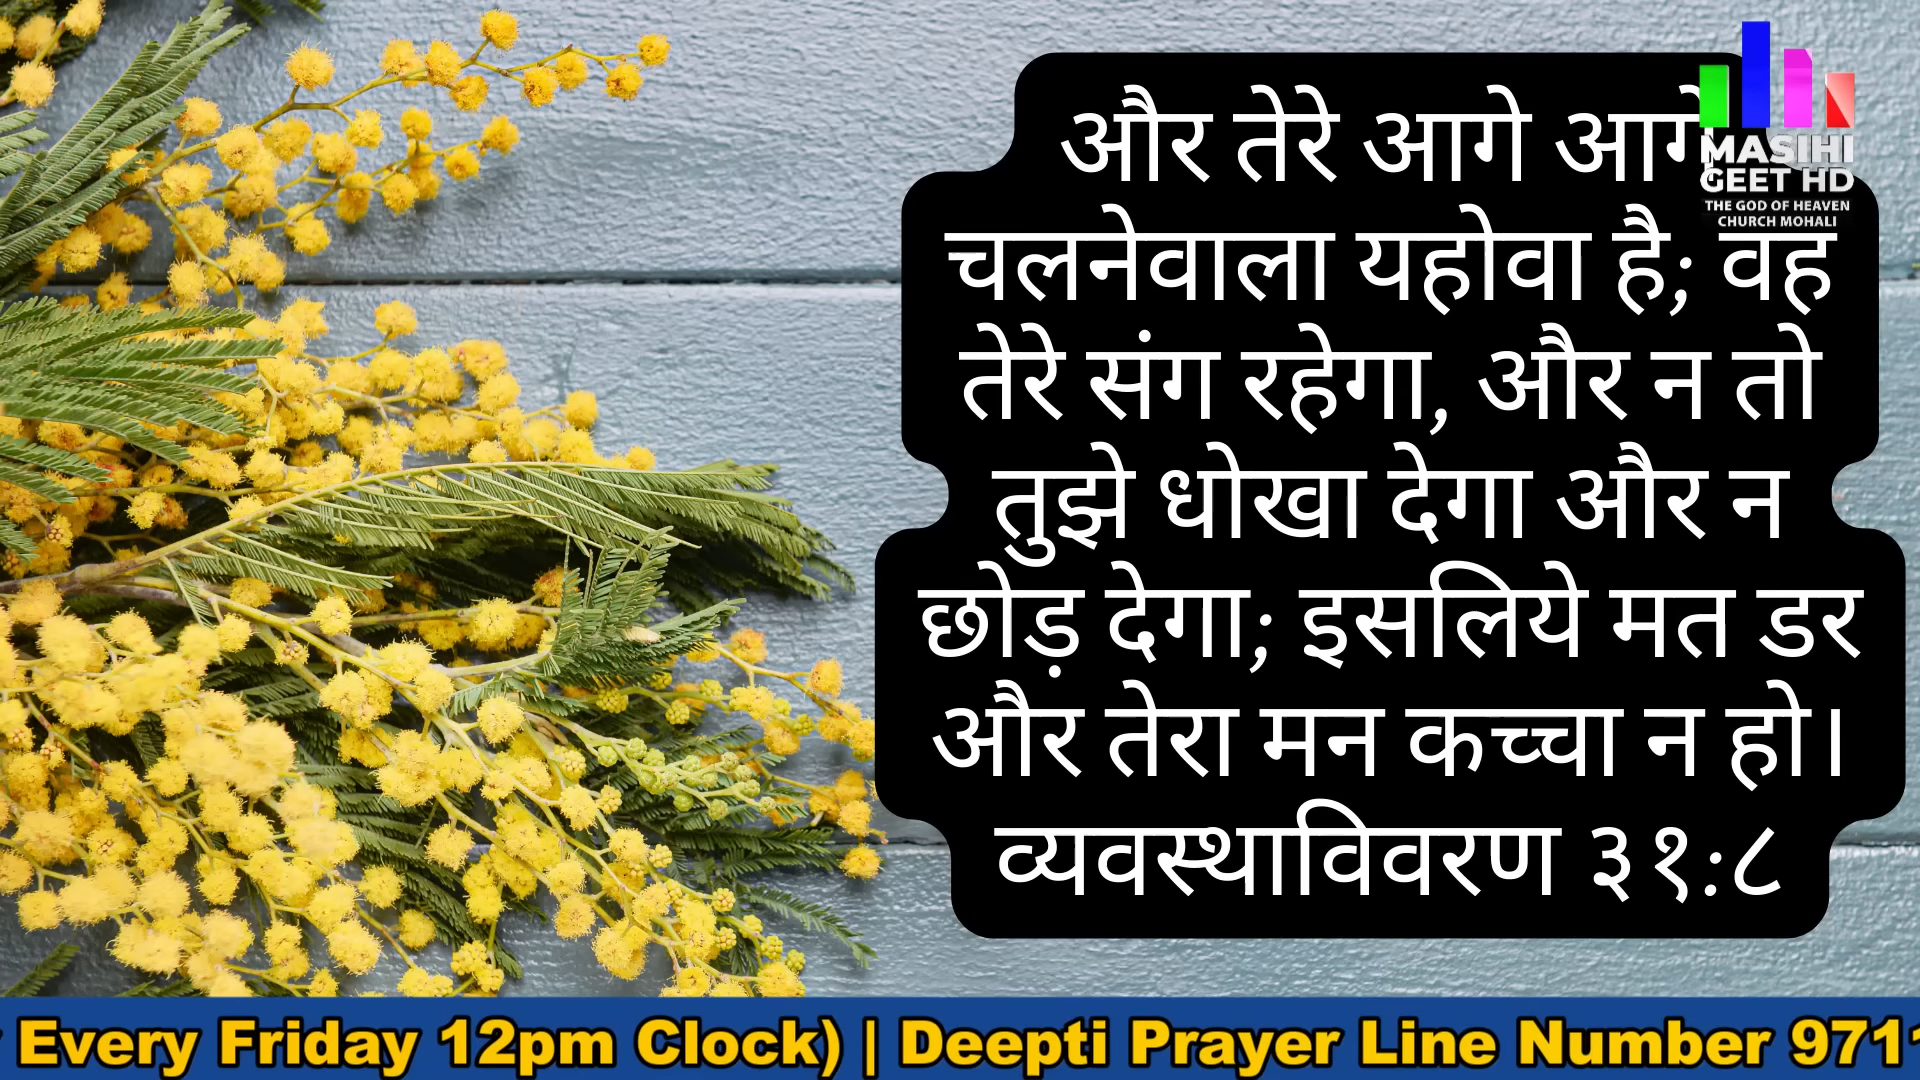 और तेरे आगे आगे
चलनेवाला यहोवा है; वह
तेरे संग रहेगा, और न तो
तुझे धोखा देगा और न
छोड़ देगा; इसलिये मत डर
और तेरा मन कच्चा न हो।
व्यवस्थाविवरण ३१:८
MASIHI
GEET HD
THE GOD OF HEAVEN
CHURCH MOHALI
Every Friday 12pm Clock) | Deepti Prayer Line Number 971